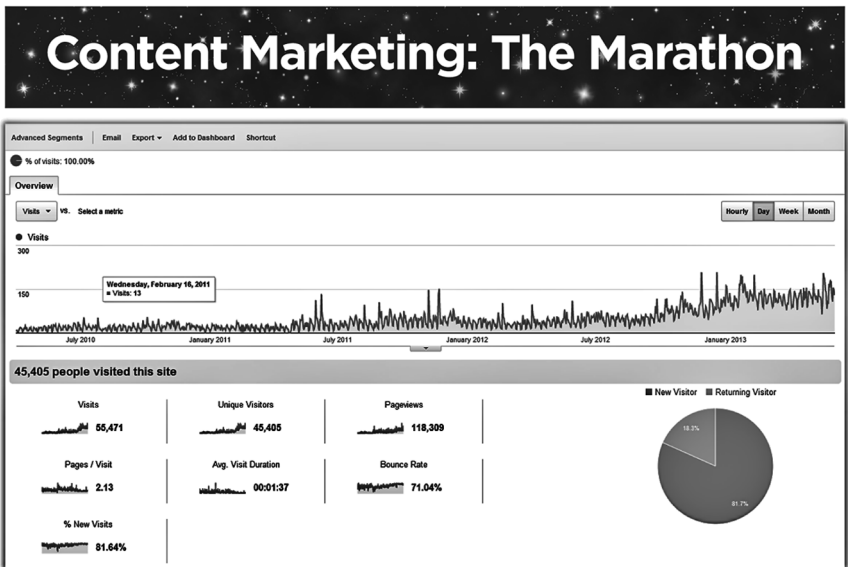 Content Marketing: The Marathon
Advanced Segments Email Export Add to Dashboard Shortcut
% of visits: 100.00%
Overview
Visits vs. Select a metric Hourly Day Week Month
Visits
300
Wednesday, February 16, 2011
Visits: 13
150
July 2010 January 2011 July 2011 January 2012 July 2012 January 2013
45,405 people visited this site
New Visitor Returning Visitor
Visits Unique Visitors Pageviews
55,471 45,405 118,309
18.3%
Pages / Visit Avg. Visit Duration Bounce Rate
2.13 00:01:37 71.04%
81.7%
% New Visits
81.64%